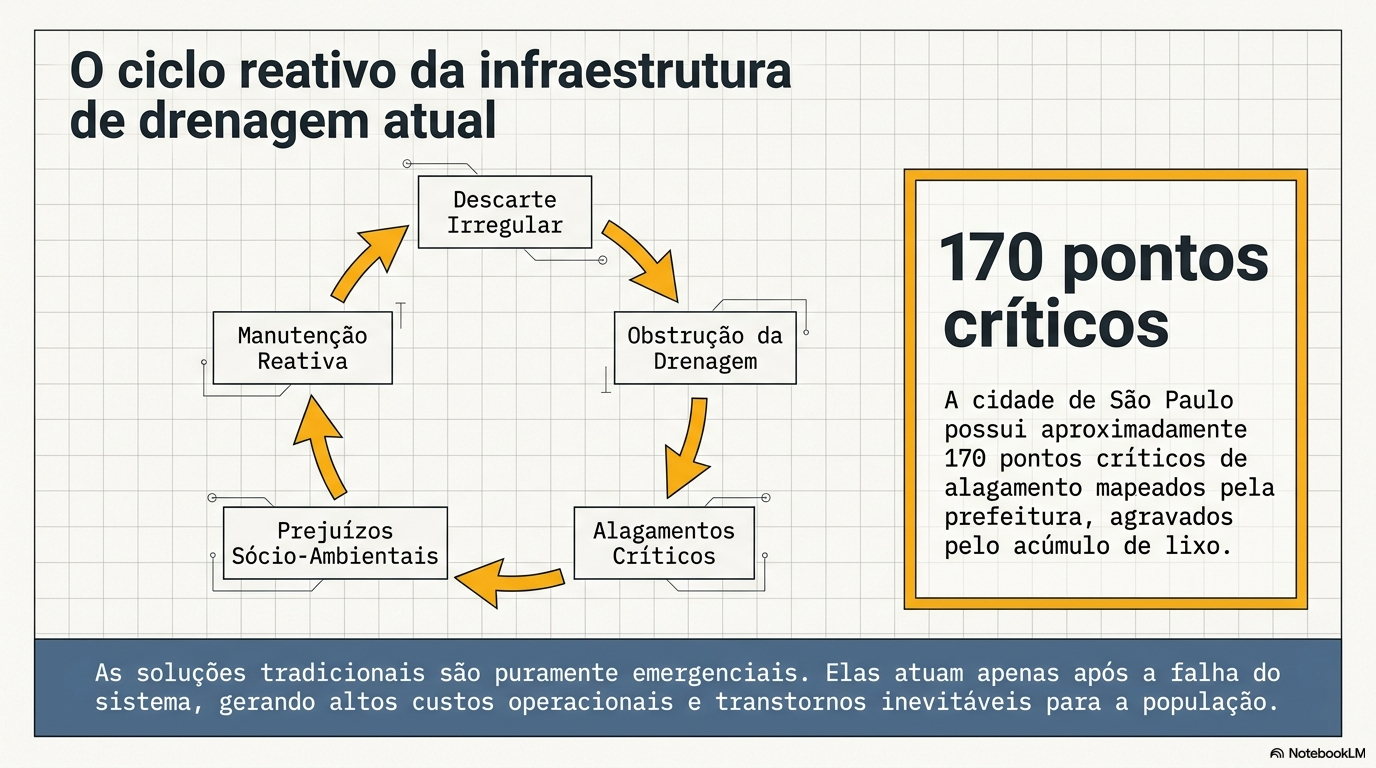 O ciclo reativo da infraestrutura
de drenagem atual
Descarte
Irregular
Obstrução da
Drenagem
Alagamentos
Críticos
Prejuízos
Sócio-Ambientais
Manutenção
Reativa
170 pontos
críticos
A cidade de São Paulo
possui aproximadamente
170 pontos críticos de
alagamento mapeados pela
prefeitura, agravados
pelo acúmulo de lixo.
As soluções tradicionais são puramente emergenciais. Elas atuam apenas após a falha do
sistema, gerando altos custos operacionais e transtornos inevitáveis para a população.
NotebookLM